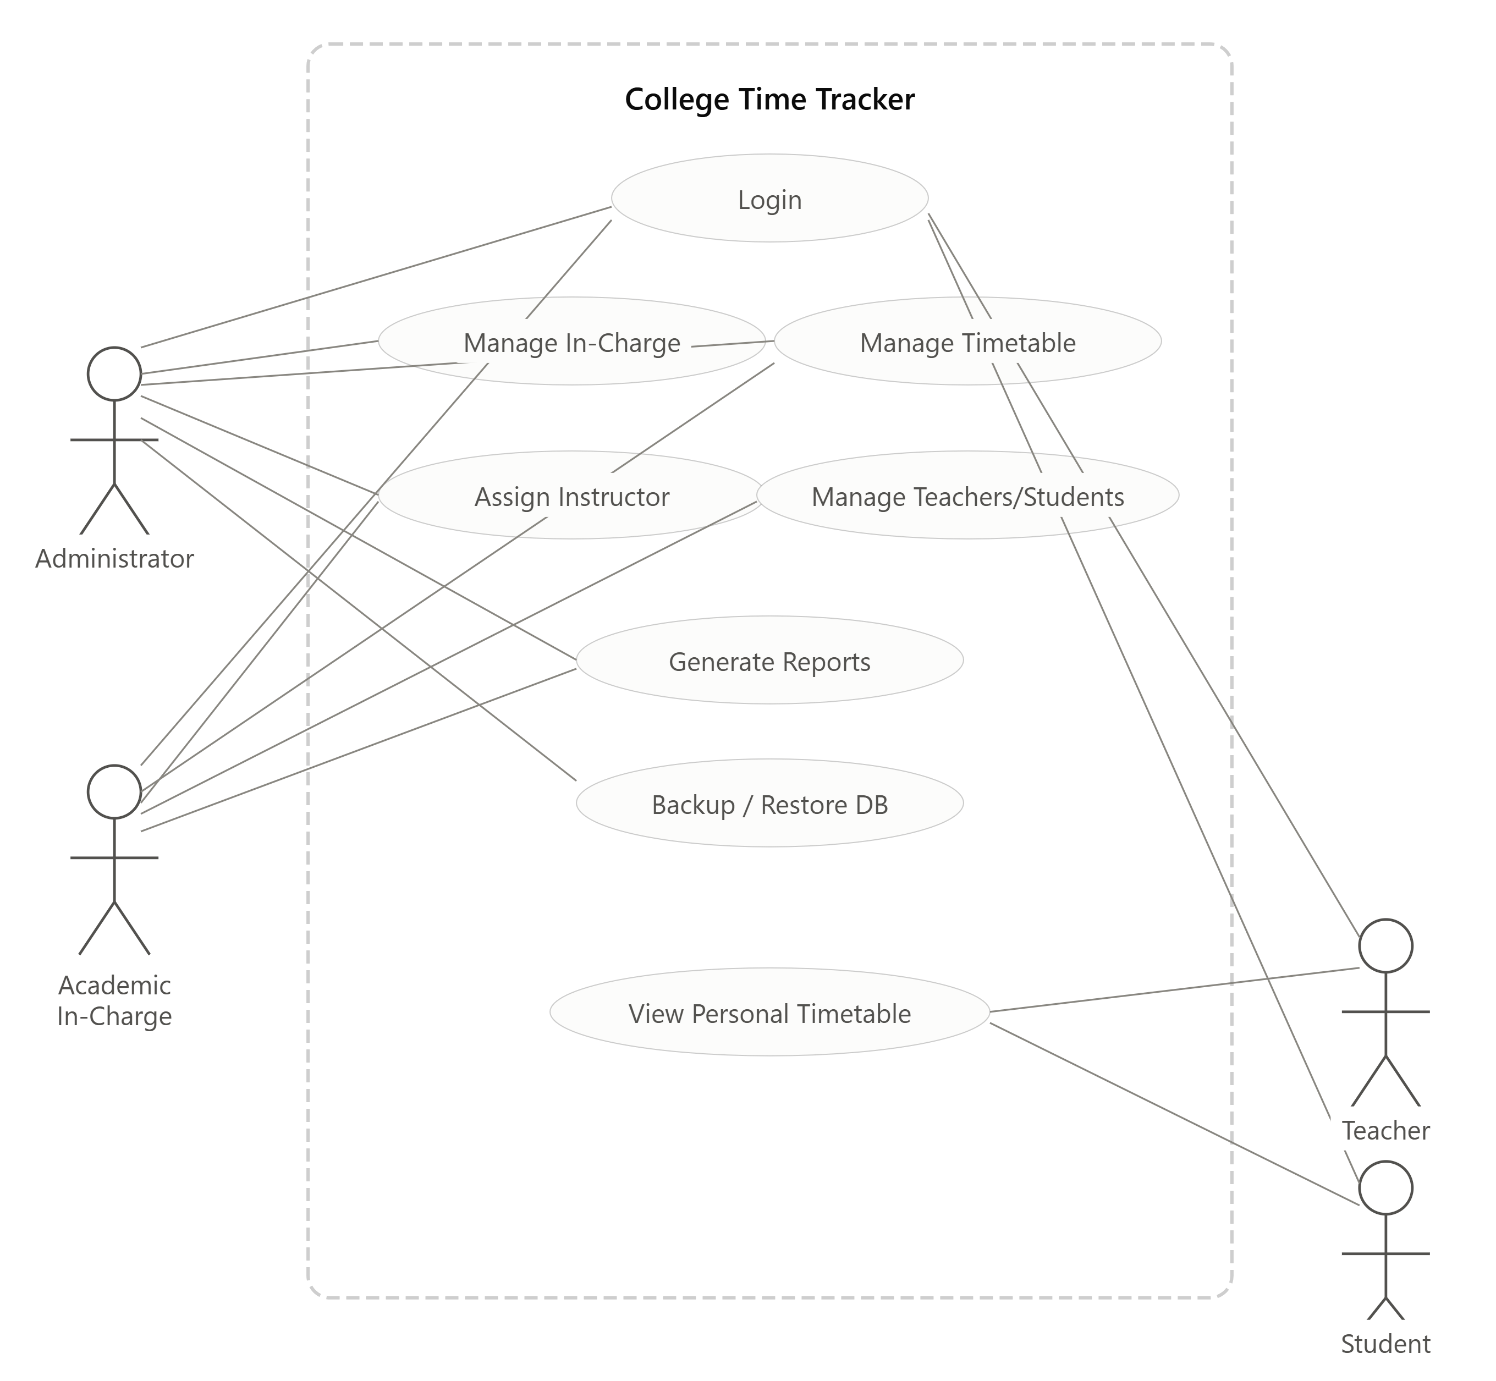 College Time Tracker
Login
Manage In-Charge
Manage Timetable
Assign Instructor
Manage Teachers/Students
Administrator
Generate Reports
Backup / Restore DB
Academic
In-Charge
View Personal Timetable
Teacher
Student